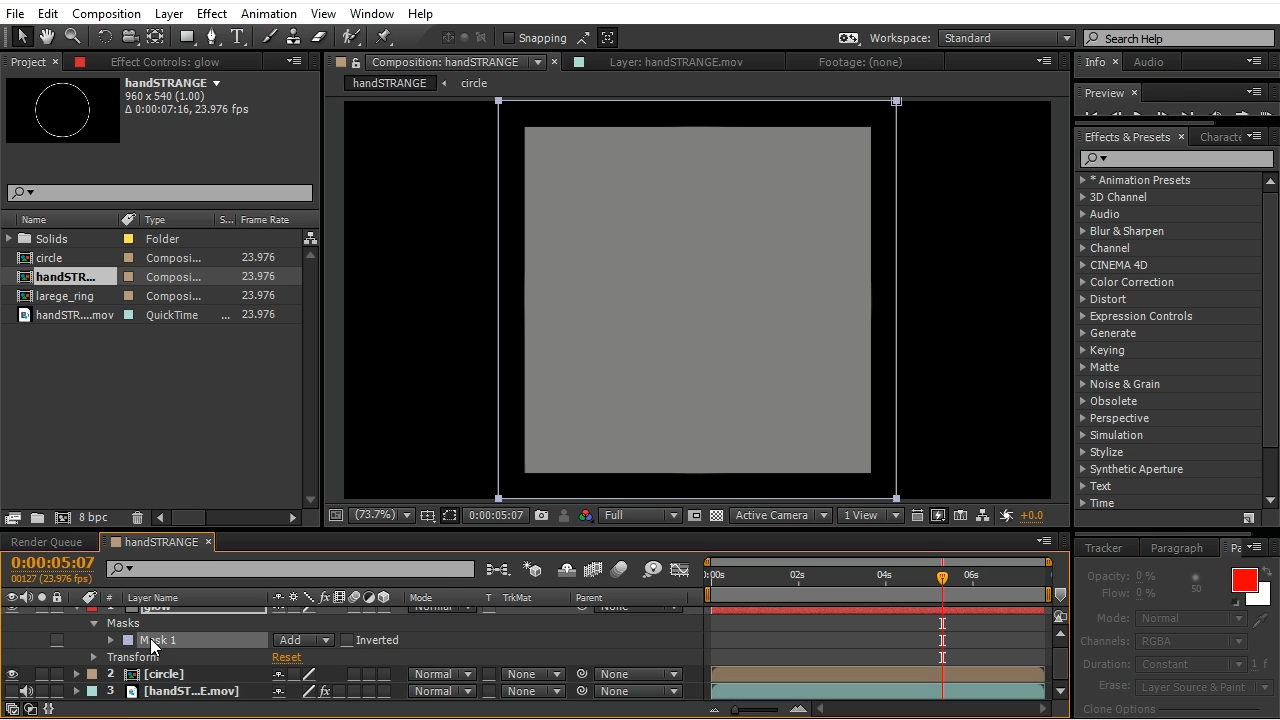 File Edit Composition Layer Effect Animation View Window Help
Snapping Workspace: Standard Search Help
Project × Effect Controls: glow Composition: handSTRANGE × Layer: handSTRANGE.mov Footage: (none) Info × Audio
handSTRANGE
960 x 540 (1.00)
Δ 0:00:07:16, 23.976 fps
handSTRANGE circle
Preview ×
Effects & Presets × Characte
Name Type S... Frame Rate
Solids Folder
circle Composi... 23.976
handSTR... Composi... 23.976
larege_ring Composi... 23.976
handSTR....mov QuickTime ... 23.976
* Animation Presets
3D Channel
Audio
Blur & Sharpen
Channel
CINEMA 4D
Color Correction
Distort
Expression Controls
Generate
Keying
Matte
Noise & Grain
Obsolete
Perspective
Simulation
Stylize
Synthetic Aperture
Text
Time
8 bpc (73.7%) 0:00:05:07 Full Active Camera 1 View +0.0
Render Queue handSTRANGE × Tracker Paragraph Pa
0:00:05:07
00127 (23.976 fps)
):00s 02s 04s 06s
# Layer Name Mode T TrkMat Parent
1 glow Normal None
Masks
Mask 1 Add Inverted
Transform Reset
2 [circle] Normal None None
3 [handST...E.mov] Normal None None
Opacity: 0 %
Flow: 0 % 50
Mode: Normal
Channels: RGBA
Duration: Constant 1 f
Erase: Layer Source & Paint
Clone Options